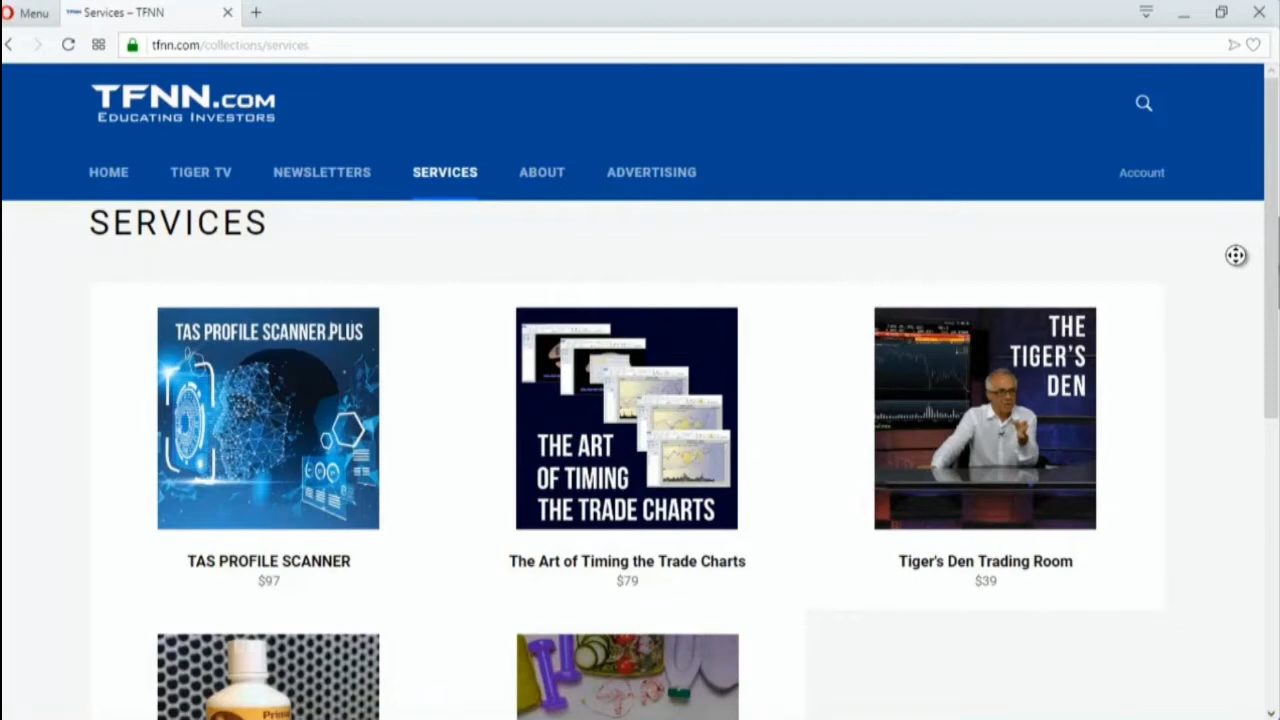 Menu
Services – TFNN
tfnn.com/collections/services
TFNN.COM
EDUCATING INVESTORS
HOME
TIGER TV
NEWSLETTERS
SERVICES
ABOUT
ADVERTISING
Account
SERVICES
TAS PROFILE SCANNER PLUS
THE ART
OF TIMING
THE TRADE CHARTS
THE
TIGER'S
DEN
TAS PROFILE SCANNER
$97
The Art of Timing the Trade Charts
$79
Tiger's Den Trading Room
$39